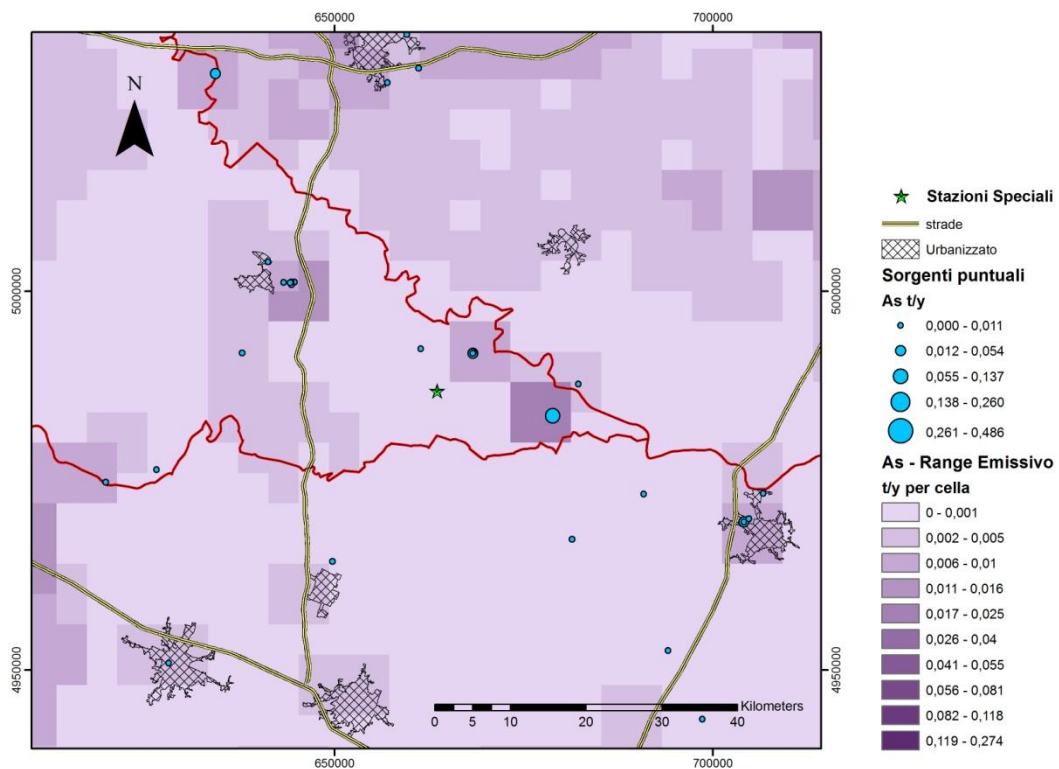 650000
700000
N
5000000
5000000
4950000
4950000
0
5
10
20
30
40
Kilometers
650000
700000
Stazioni Speciali
strade
Urbanizzato
Sorgenti puntuali
As t/y
0,000 - 0,011
0,012 - 0,054
0,055 - 0,137
0,138 - 0,260
0,261 - 0,486
As - Range Emissivo
t/y per cella
0 - 0,001
0,002 - 0,005
0,006 - 0,01
0,011 - 0,016
0,017 - 0,025
0,026 - 0,04
0,041 - 0,055
0,056 - 0,081
0,082 - 0,118
0,119 - 0,274